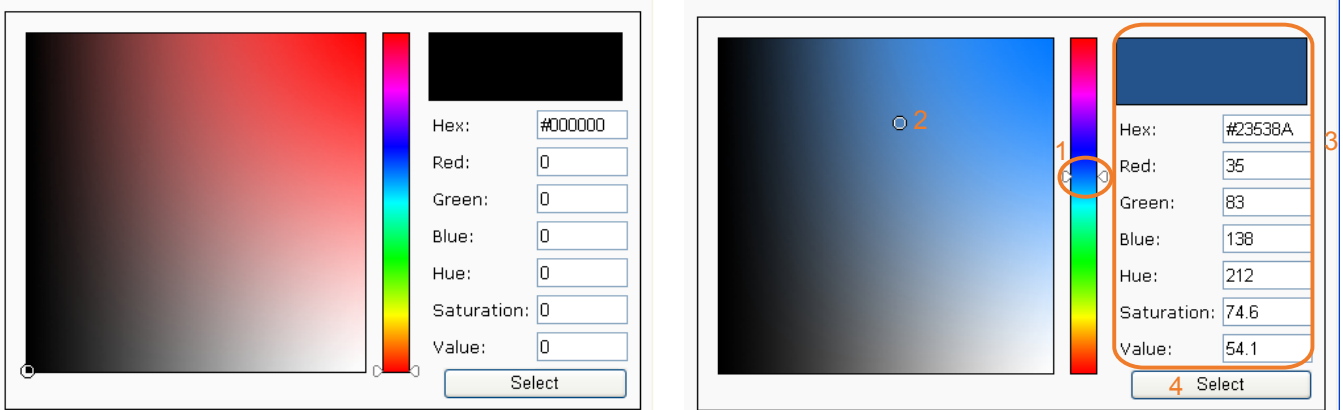 Hex: #000000
Red: 0
Green: 0
Blue: 0
Hue: 0
Saturation: 0
Value: 0
Select
1
2
3
Hex: #23538A
Red: 35
Green: 83
Blue: 138
Hue: 212
Saturation: 74.6
Value: 54.1
4 Select